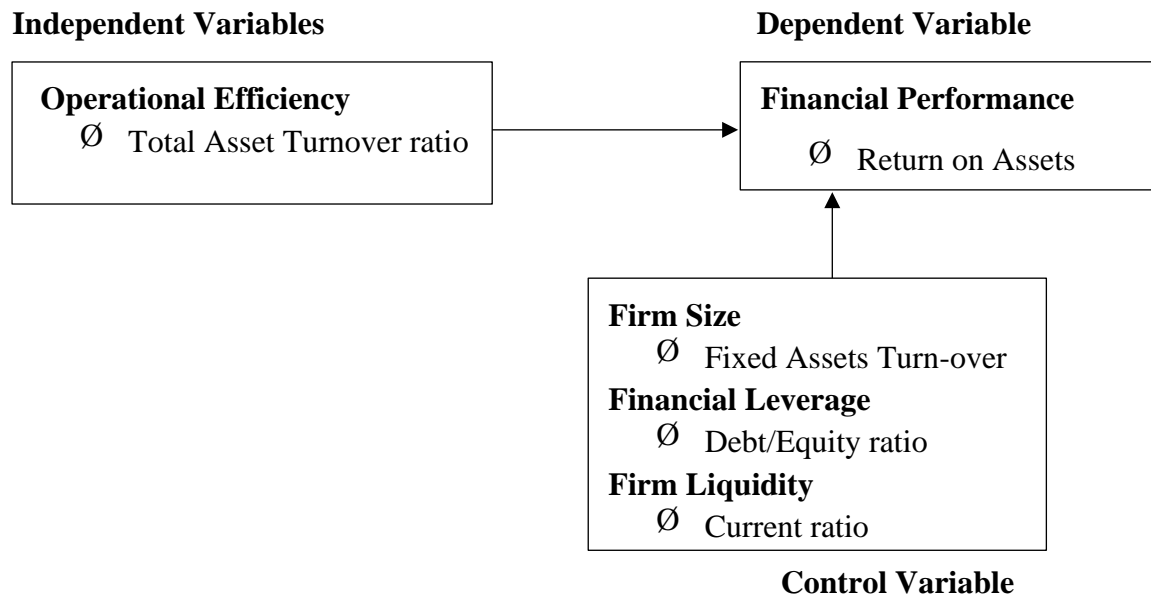 Independent Variables
Dependent Variable
Operational Efficiency
Ø Total Asset Turnover ratio
Financial Performance
Ø Return on Assets
Firm Size
Ø Fixed Assets Turn-over
Financial Leverage
Ø Debt/Equity ratio
Firm Liquidity
Ø Current ratio
Control Variable